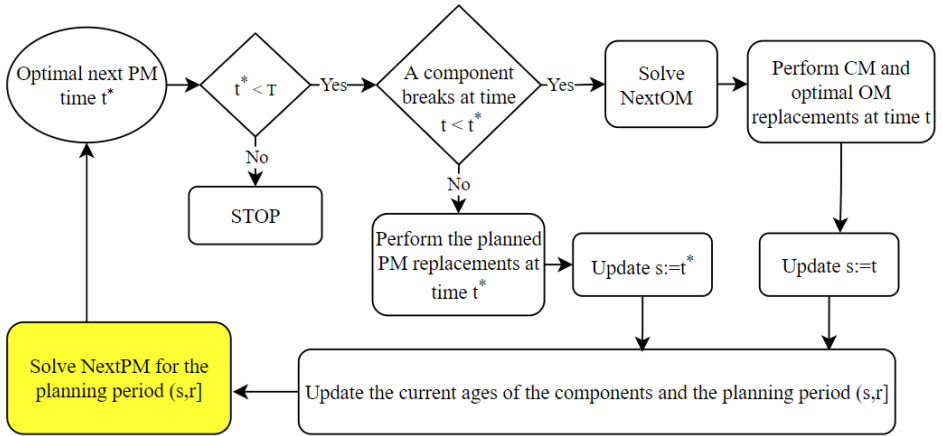 Optimal next PM
time t*
t* < T
Yes
A component
breaks at time
t < t*
Yes
Solve
NextOM
Perform CM and
optimal OM
replacements at time t
No
STOP
No
Perform the planned
PM replacements at
time t*
Update s:=t*
Update s:=t
Solve NextPM for the
planning period (s,r]
Update the current ages of the components and the planning period (s,r]